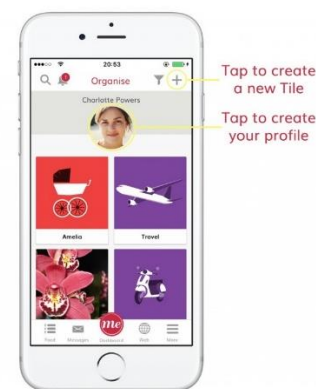 20:53
Organise
Tap to create
a new Tile
Charlotte Powers
Tap to create
your profile
Amelia
Travel
me
Feed
Messages
Dashboard
Web
More